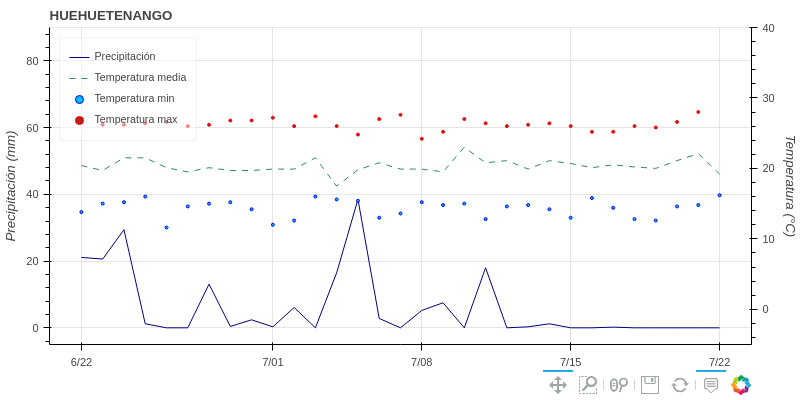 HUEHUETENANGO
Precipitación
Temperatura media
Temperatura min
Temperatura max
Precipitación (mm)
80
60
40
20
0
Temperatura (°C)
40
30
20
10
0
6/22
7/01
7/08
7/15
7/22